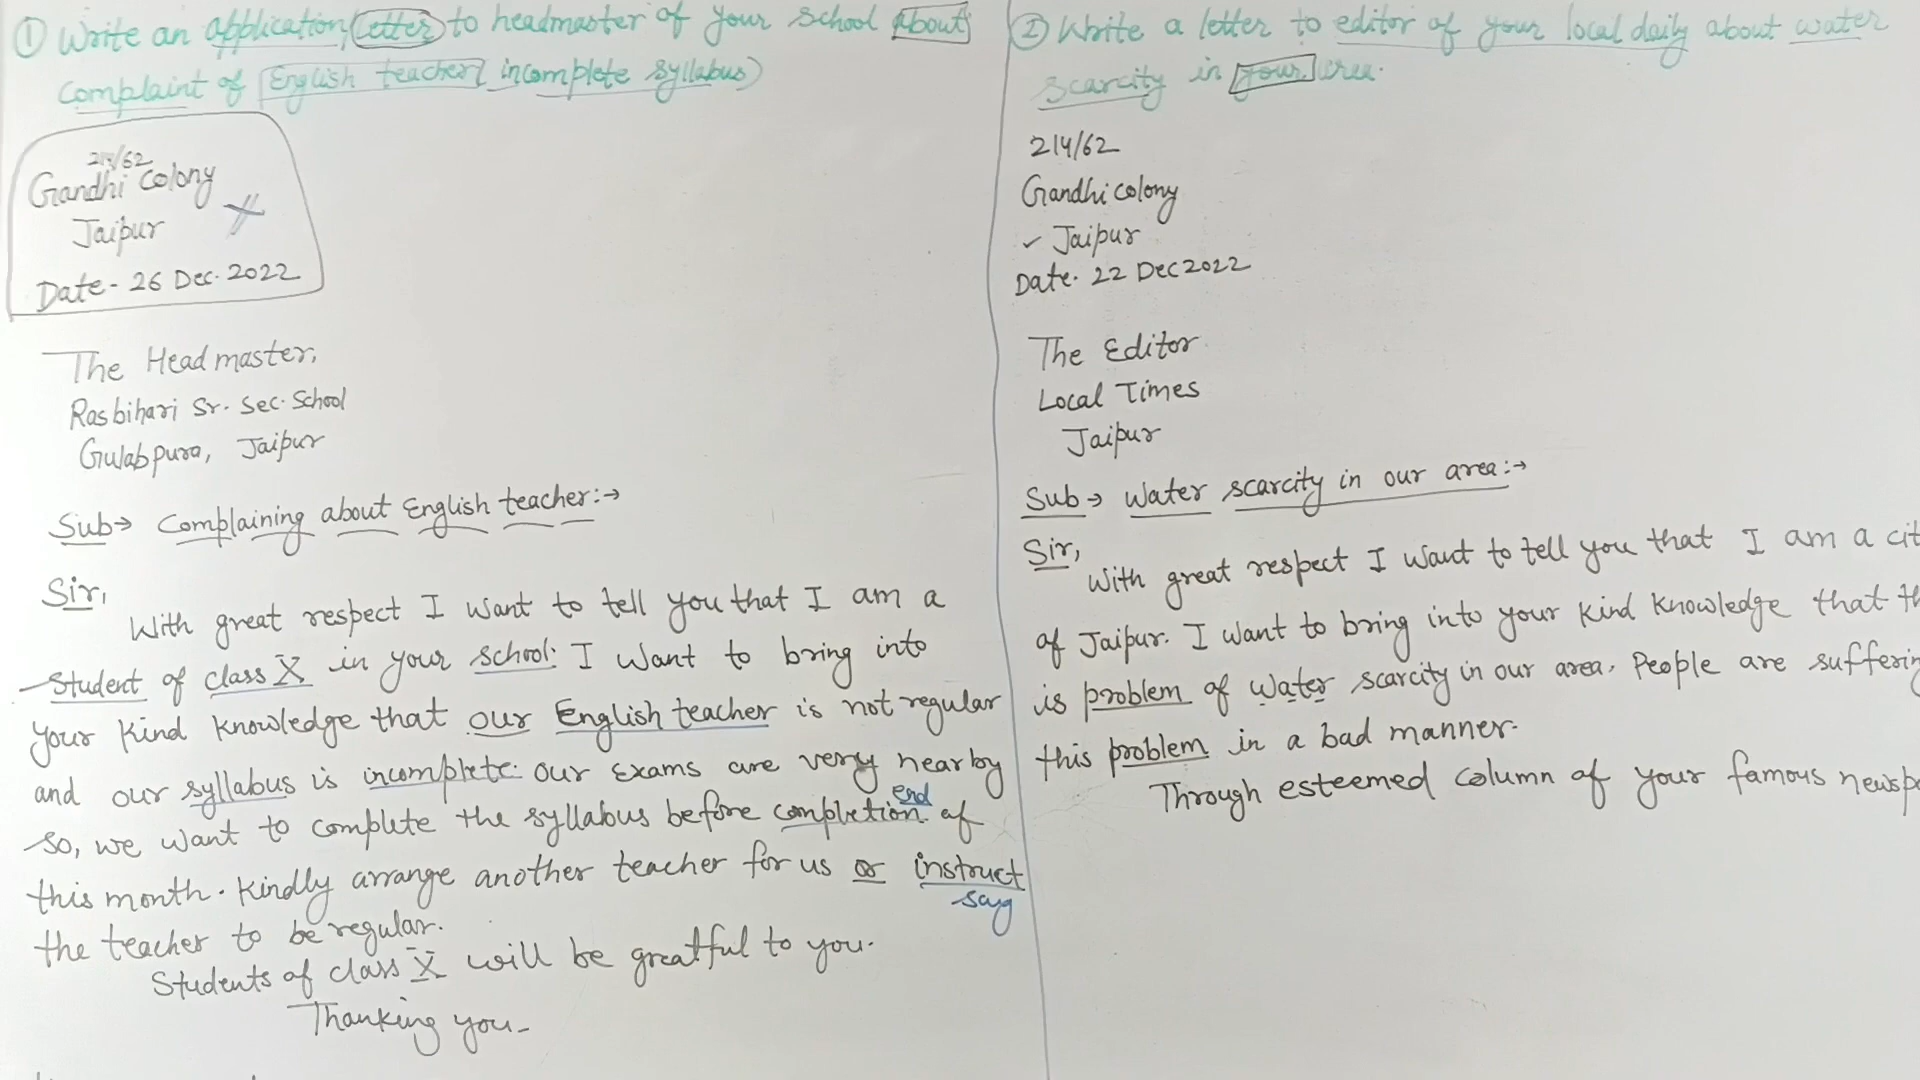 ① Write an application/letter to headmaster of your school about
Complaint of (English teacher/ incomplete syllabus)
Gandhi colony
Jaipur
Date- 26 Dec. 2022
The Headmaster,
Rasbihari Sr. Sec. School
Gulabpura, Jaipur
Sub→ Complaining about English teacher:→
Sir,
With great respect I want to tell you that I am a
Student of class X in your school. I want to bring into
your kind knowledge that our English teacher is not regular
and our syllabus is incomplete. our Exams are very nearby
end
so, we want to complete the syllabus before completion of
this month. Kindly arrange another teacher for us or instruct
say
the teacher to be regular.
Students of class X will be greatful to you.
Thanking you-
② Write a letter to editor of your local daily about water
scarcity in your area.
214/62
Gandhi colony
Jaipur
Date. 22 Dec 2022
The Editor
Local Times
Jaipur
Sub→ Water scarcity in our area:→
Sir,
With great respect I want to tell you that I am a cit
of Jaipur. I want to bring into your kind knowledge that th
is problem of water scarcity in our area. People are sufferin
this problem in a bad manner.
Through esteemed column of your famous newsp